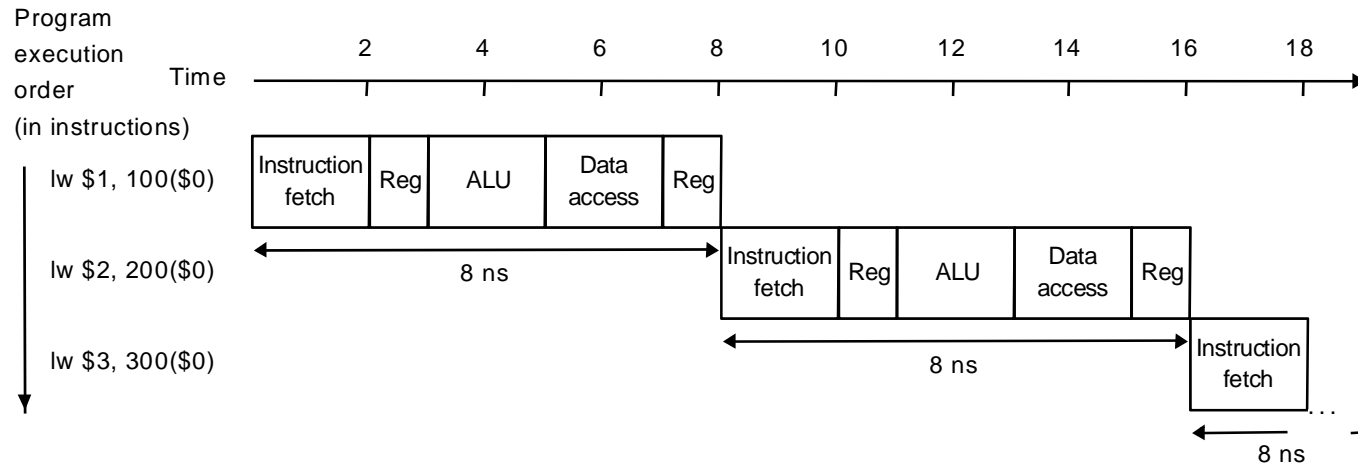 Program
execution
order
(in instructions)
Time
2 4 6 8 10 12 14 16 18
lw $1, 100($0)
Instruction
fetch
Reg
ALU
Data
access
Reg
8 ns
lw $2, 200($0)
Instruction
fetch
Reg
ALU
Data
access
Reg
8 ns
lw $3, 300($0)
Instruction
fetch
...
8 ns